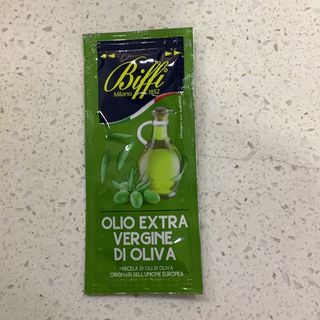 Biffi
Milano 1852
OLIO EXTRA
VERGINE
DI OLIVA
MISCELA DI OLI DI OLIVA
ORIGINARI DELL'UNIONE EUROPEA